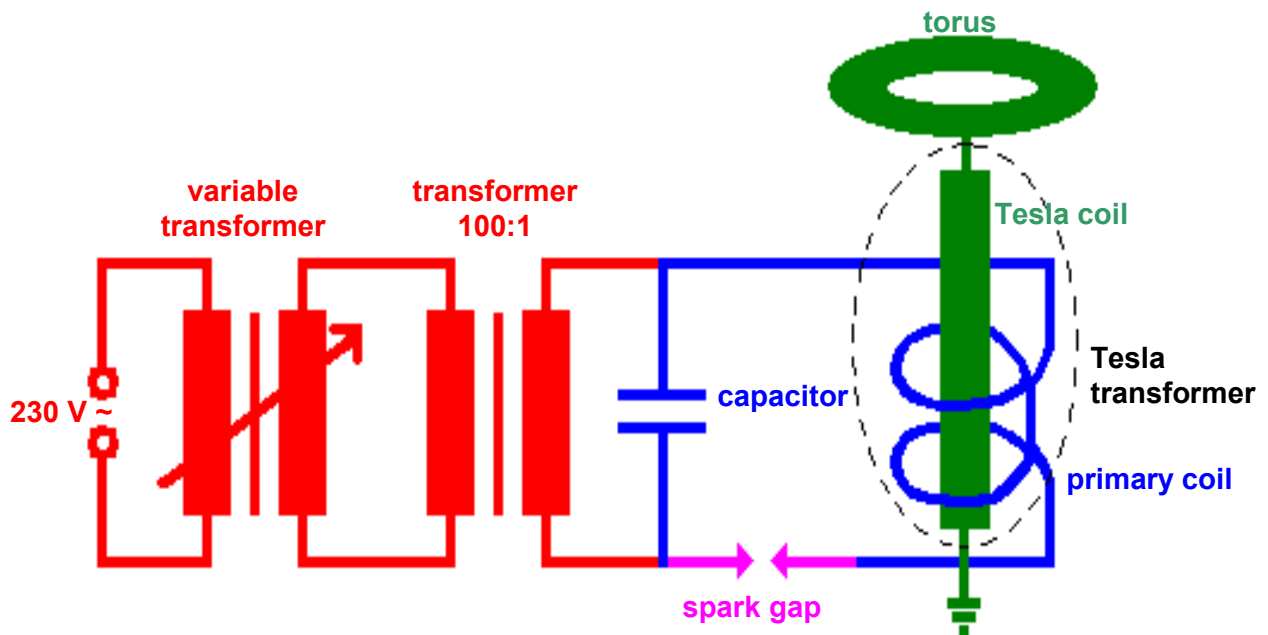 torus
variable
transformer
transformer
100:1
Tesla coil
230 V ~
capacitor
Tesla
transformer
primary coil
spark gap